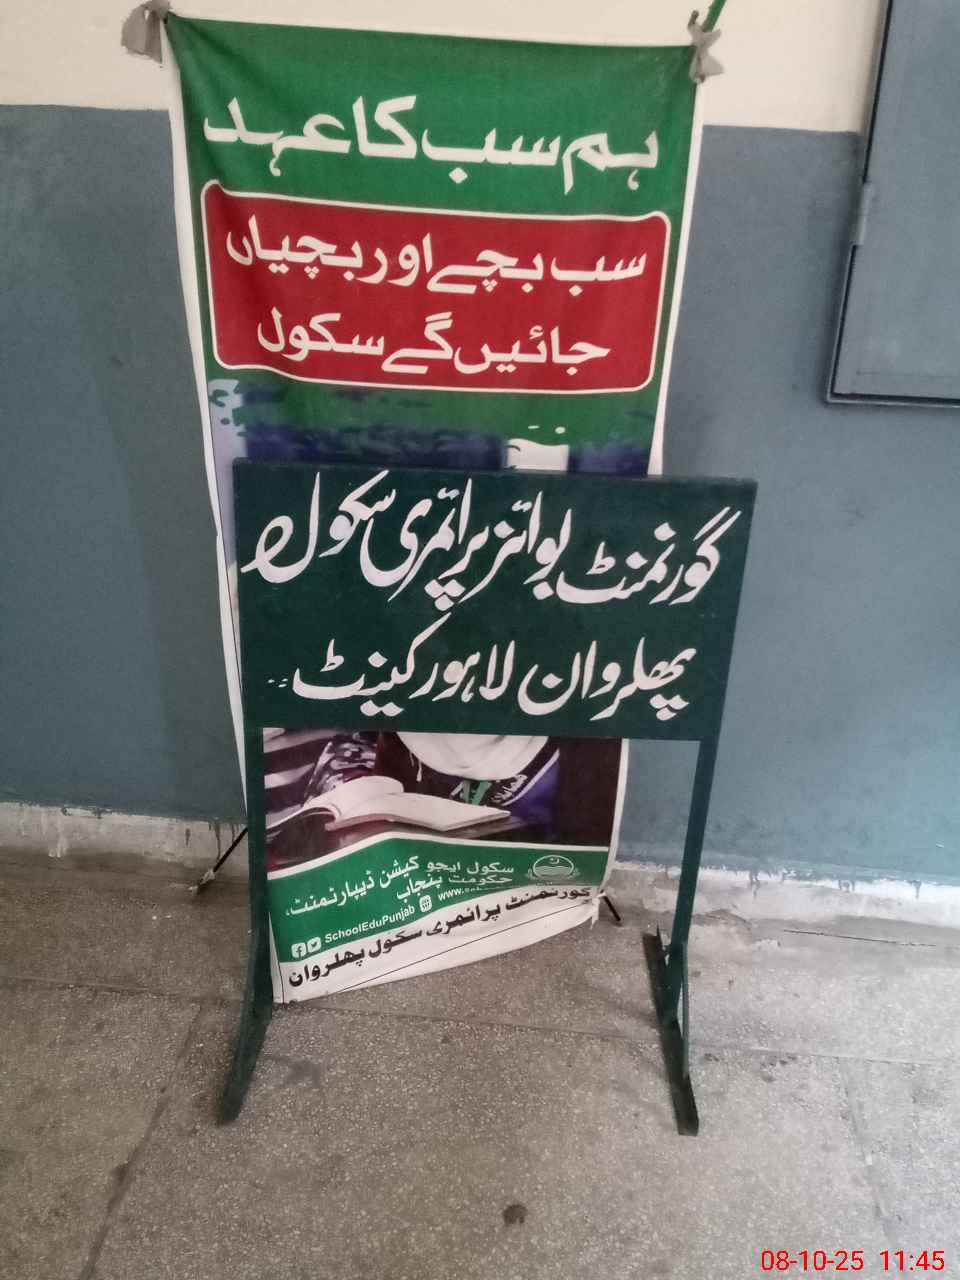 ہم سب کا عہد
سب بچے اور بچیاں
جائیں گے سکول
گورنمنٹ بوائز پرائمری سکول
پھلروان لاہور کینٹ
سکول ایجوکیشن ڈیپارٹمنٹ،
حکومت پنجاب
SchoolEduPunjab www.
گورنمنٹ پرائمری سکول پھلروان
08-10-25 11:45